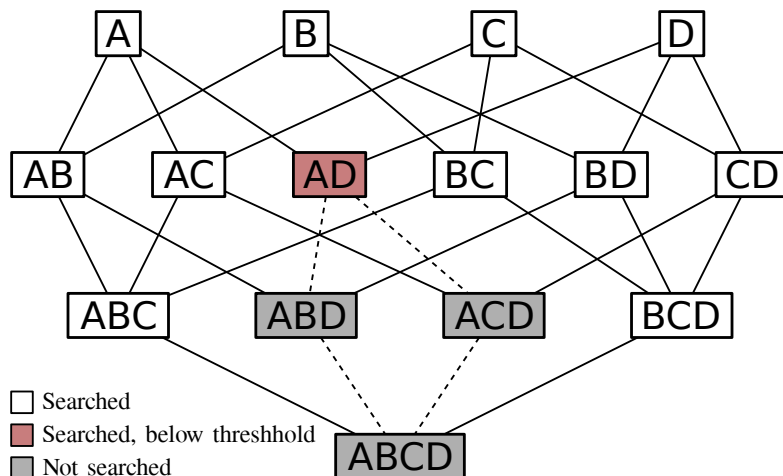 A B C D
AB AC AD BC BD CD
ABC ABD ACD BCD
Searched
Searched, below threshhold
ABCD
Not searched